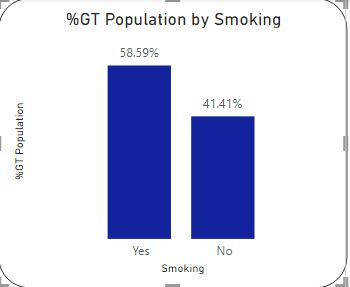 %GT Population by Smoking
58.59%
41.41%
%GT Population
Yes No
Smoking